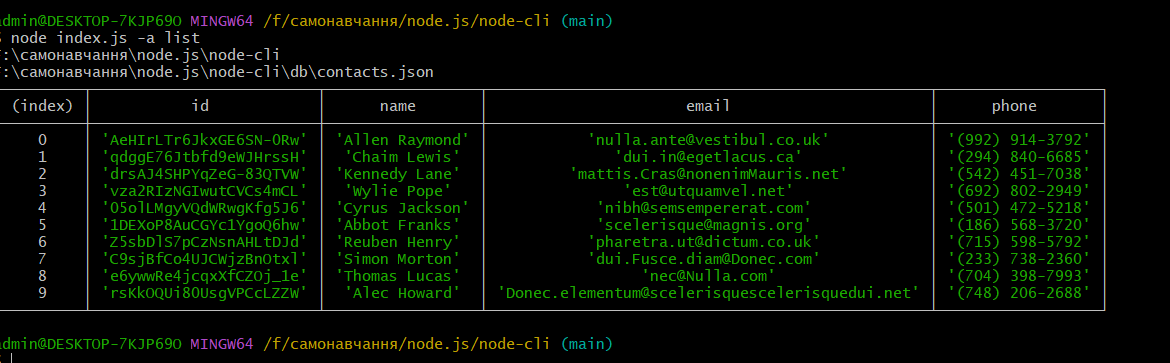 admin@DESKTOP-7KJP69O MINGW64 /f/самонавчання/node.js/node-cli (main)
$ node index.js -a list
:\самонавчання\node.js\node-cli
:\самонавчання\node.js\node-cli\db\contacts.json
(index) id name email phone
0 'AeHIrLTr6JkxGE6SN-0Rw' 'Allen Raymond' 'nulla.ante@vestibul.co.uk' '(992) 914-3792'
1 'qdggE76Jtbfd9eWJHrssH' 'Chaim Lewis' 'dui.in@egetlacus.ca' '(294) 840-6685'
2 'drsAJ4SHPYqZeG-83QTVW' 'Kennedy Lane' 'mattis.Cras@nonenimMauris.net' '(542) 451-7038'
3 'vza2RIzNGIwutCVCs4mCL' 'Wylie Pope' 'est@utquamvel.net' '(692) 802-2949'
4 '05olLMgyVQdWRwgKfg5J6' 'Cyrus Jackson' 'nibh@semsempererat.com' '(501) 472-5218'
5 '1DEXoP8AuCGYc1YgoQ6hw' 'Abbot Franks' 'scelerisque@magnis.org' '(186) 568-3720'
6 'Z5sbDlS7pCzNsnAHLtDJd' 'Reuben Henry' 'pharetra.ut@dictum.co.uk' '(715) 598-5792'
7 'C9sjBfCo4UJCWjzBnOtxl' 'Simon Morton' 'dui.Fusce.diam@Donec.com' '(233) 738-2360'
8 'e6ywwRe4jcqxXfCZOj_1e' 'Thomas Lucas' 'nec@Nulla.com' '(704) 398-7993'
9 'rsKkOQUi80UsgVPCcLZZW' 'Alec Howard' 'Donec.elementum@scelerisquescelerisquedui.net' '(748) 206-2688'
admin@DESKTOP-7KJP69O MINGW64 /f/самонавчання/node.js/node-cli (main)